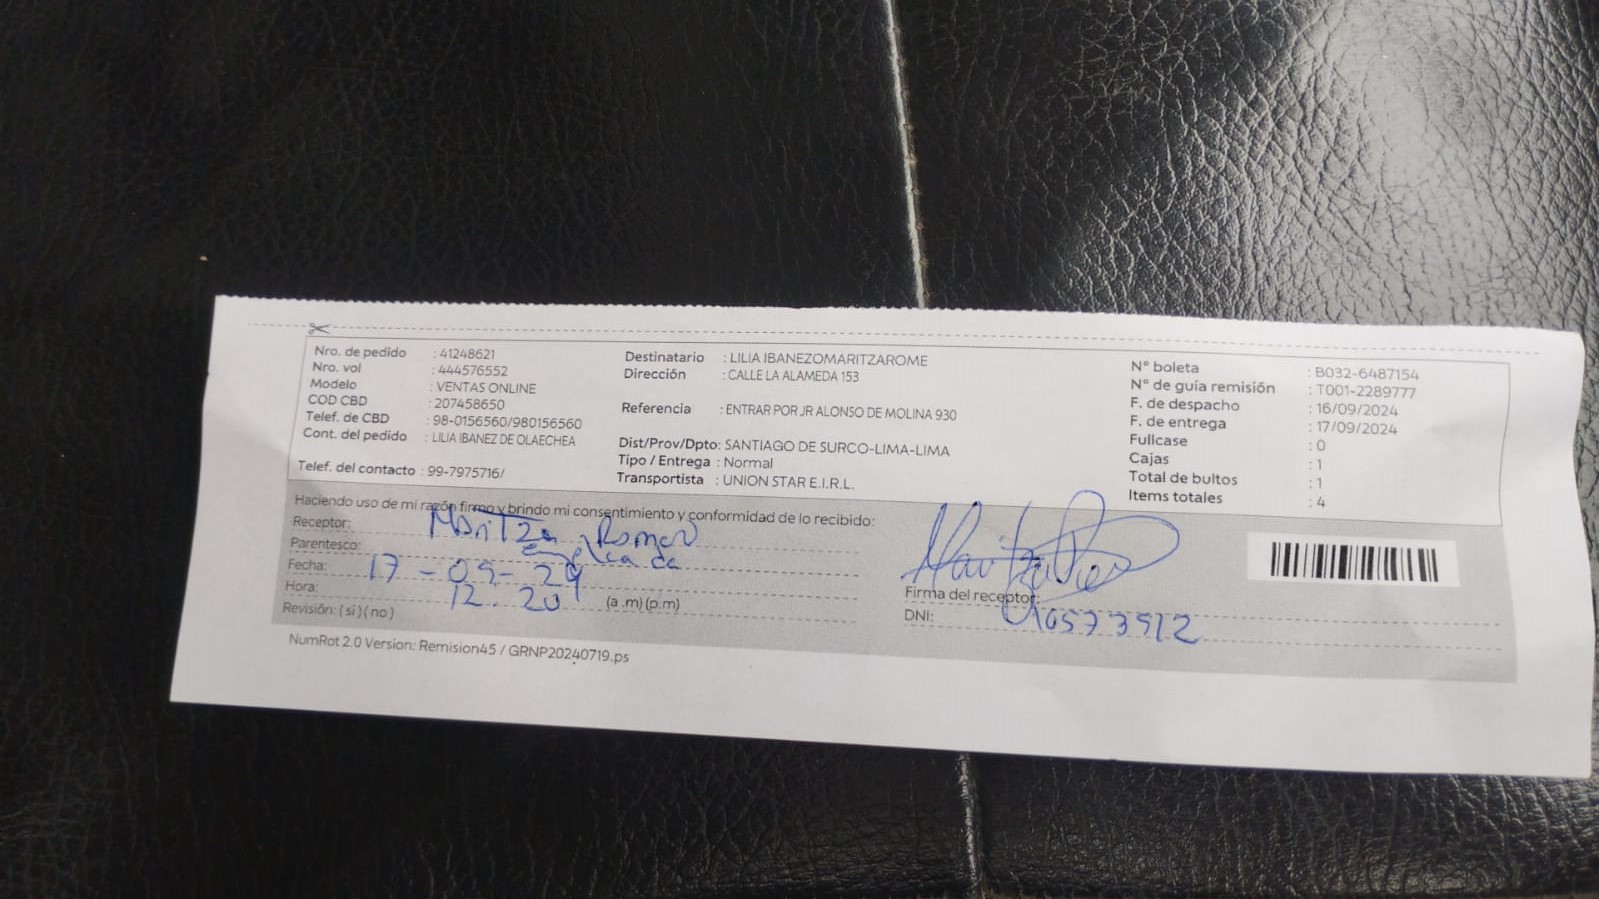 Nro. de pedido : 41248621
Nro. vol : 444576552
Modelo : VENTAS ONLINE
COD CBD : 207458650
Telef. de CBD : 98-0156560/980156560
Cont. del pedido : LILIA IBANEZ DE OLAECHEA
Telef. del contacto : 99-7975716/
Destinatario : LILIA IBANEZOMARITZAROME
Dirección : CALLE LA ALAMEDA 153
Referencia : ENTRAR POR JR ALONSO DE MOLINA 930
Dist/Prov/Dpto: SANTIAGO DE SURCO-LIMA-LIMA
Tipo / Entrega : Normal
Transportista : UNION STAR E.I.R.L.
N° boleta : B032-6487154
N° de guía remisión : T001-2289777
F. de despacho : 16/09/2024
F. de entrega : 17/09/2024
Fullcase : 0
Cajas : 1
Total de bultos : 1
Items totales : 4
Haciendo uso de mi razón firmo y brindo mi consentimiento y conformidad de lo recibido:
Receptor: Maritza Romero
Parentesco:
Fecha: 17-09-24
Hora: 12.20 (a .m) (p.m)
Revisión: ( si ) ( no )
Firma del receptor:
DNI:
NumRot 2.0 Version: Remision45 / GRNP20240719.ps